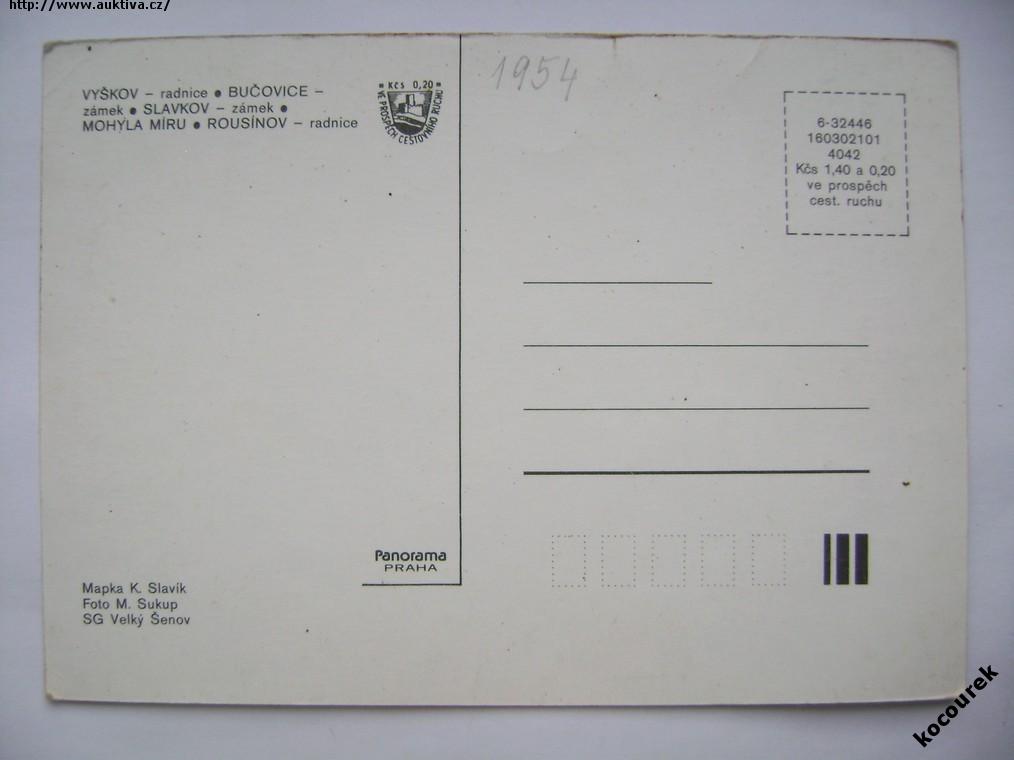 http://www.auktiva.cz/
VYŠKOV – radnice ● BUČOVICE –
zámek ● SLAVKOV – zámek ●
MOHYLA MÍRU ● ROUSÍNOV – radnice
Kčs 0,20
VE PROSPĚCH CESTOVNÍHO RUCHU
1954
6-32446
160302101
4042
Kčs 1,40 a 0,20
ve prospěch
cest. ruchu
Panorama
PRAHA
Mapka K. Slavík
Foto M. Sukup
SG Velký Šenov
kocourek